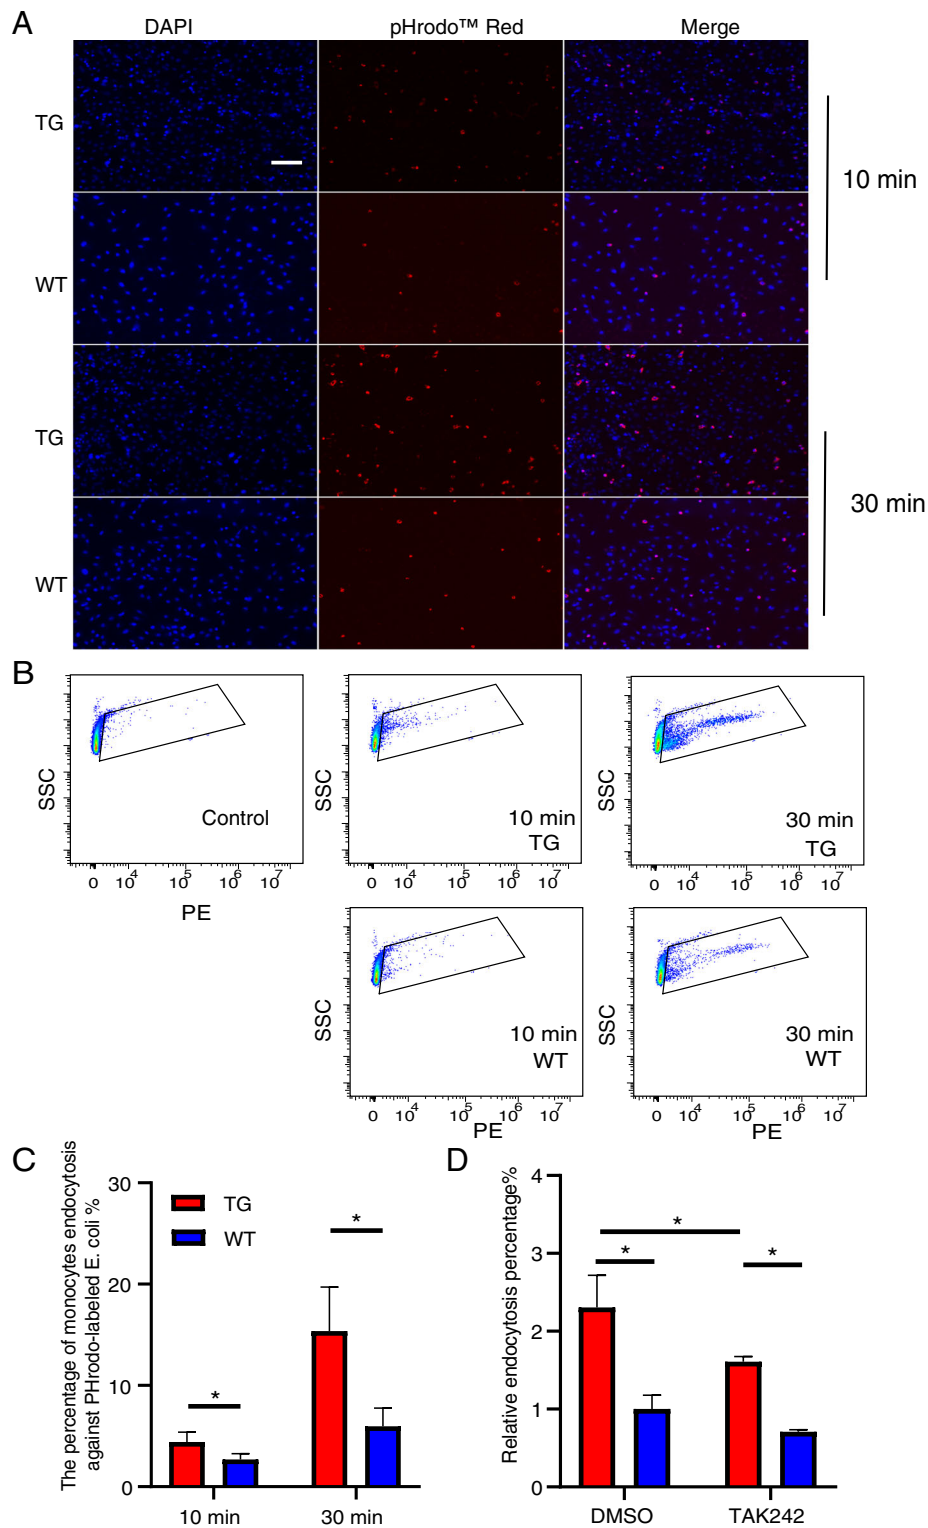 A
DAPI
pHrodo™ Red
Merge
TG
10 min
WT
TG
30 min
WT
B
SSC
Control
0 10⁴ 10⁵ 10⁶ 10⁷
PE
SSC
10 min
TG
0 10⁴ 10⁵ 10⁶ 10⁷
SSC
30 min
TG
0 10⁴ 10⁵ 10⁶ 10⁷
SSC
10 min
WT
0 10⁴ 10⁵ 10⁶ 10⁷
PE
SSC
30 min
WT
0 10⁴ 10⁵ 10⁶ 10⁷
PE
C
The percentage of monocytes endocytosis
against PHrodo-labeled E. coli %
30
20
10
0
TG
WT
*
*
10 min
30 min
D
Relative endocytosis percentage%
4
3
2
1
0
*
*
*
DMSO
TAK242